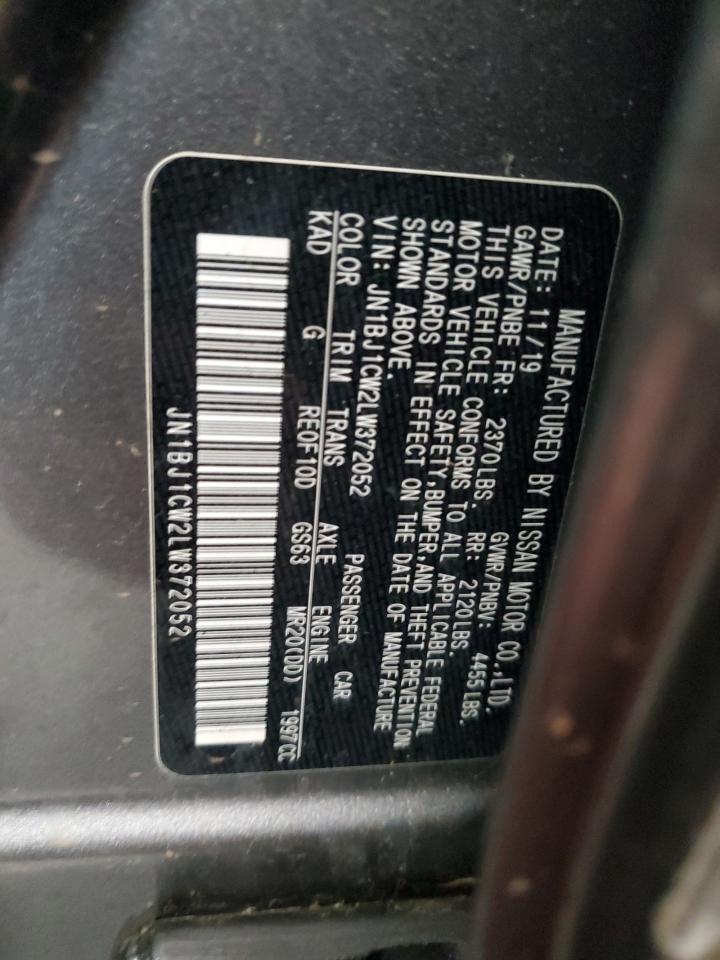 MANUFACTURED BY NISSAN MOTOR CO.,LTD.
DATE: 11/19 GVWR/PNBV: 4455LBS.
GAWR/PNBE FR: 2370LBS. RR: 2120LBS.
THIS VEHICLE CONFORMS TO ALL APPLICABLE FEDERAL
MOTOR VEHICLE SAFETY,BUMPER,AND THEFT PREVENTION
STANDARDS IN EFFECT ON THE DATE OF MANUFACTURE
SHOWN ABOVE.
VIN: JN1BJ1CW2LW372052 PASSENGER CAR
COLOR TRIM TRANS AXLE ENGINE
KAD G RE0F10D GS63 MR20(DD) 1997CC
JN1BJ1CW2LW372052